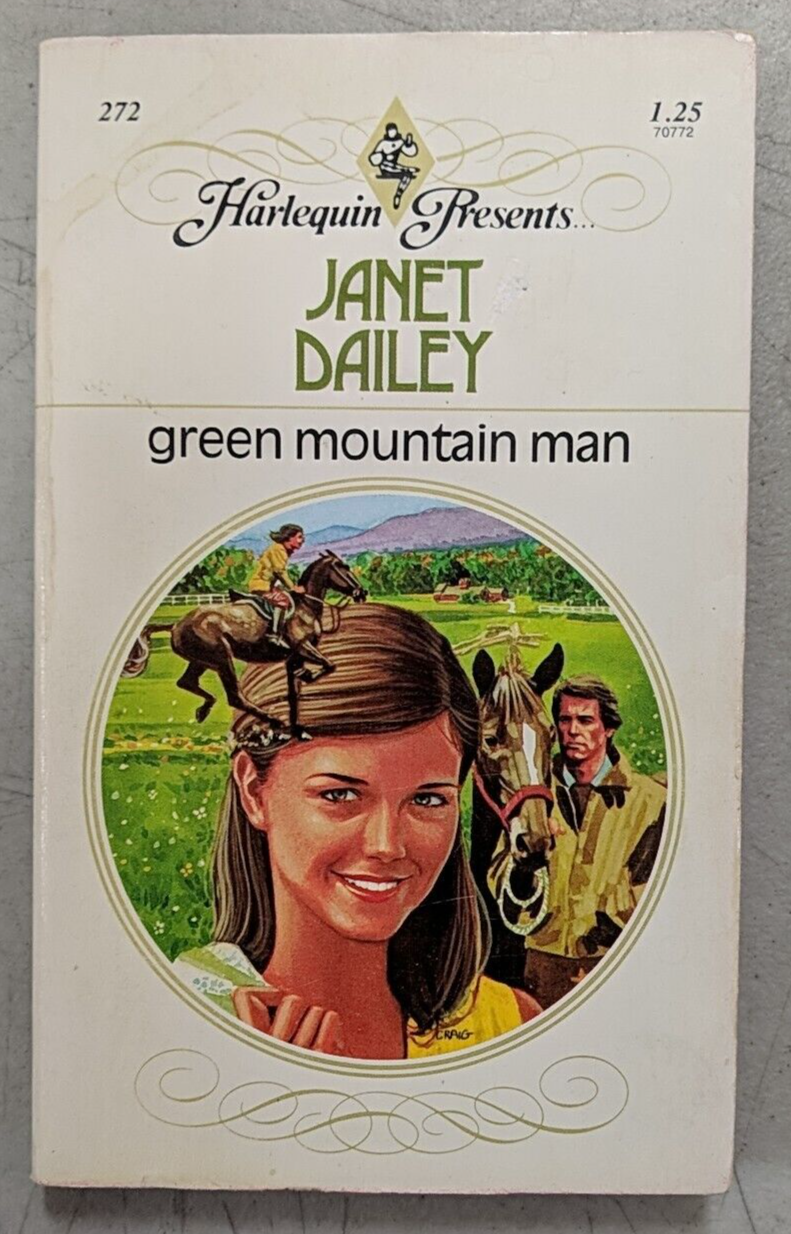 272
1.25
70772
Harlequin Presents...
JANET
DAILEY
green mountain man
CRAIG